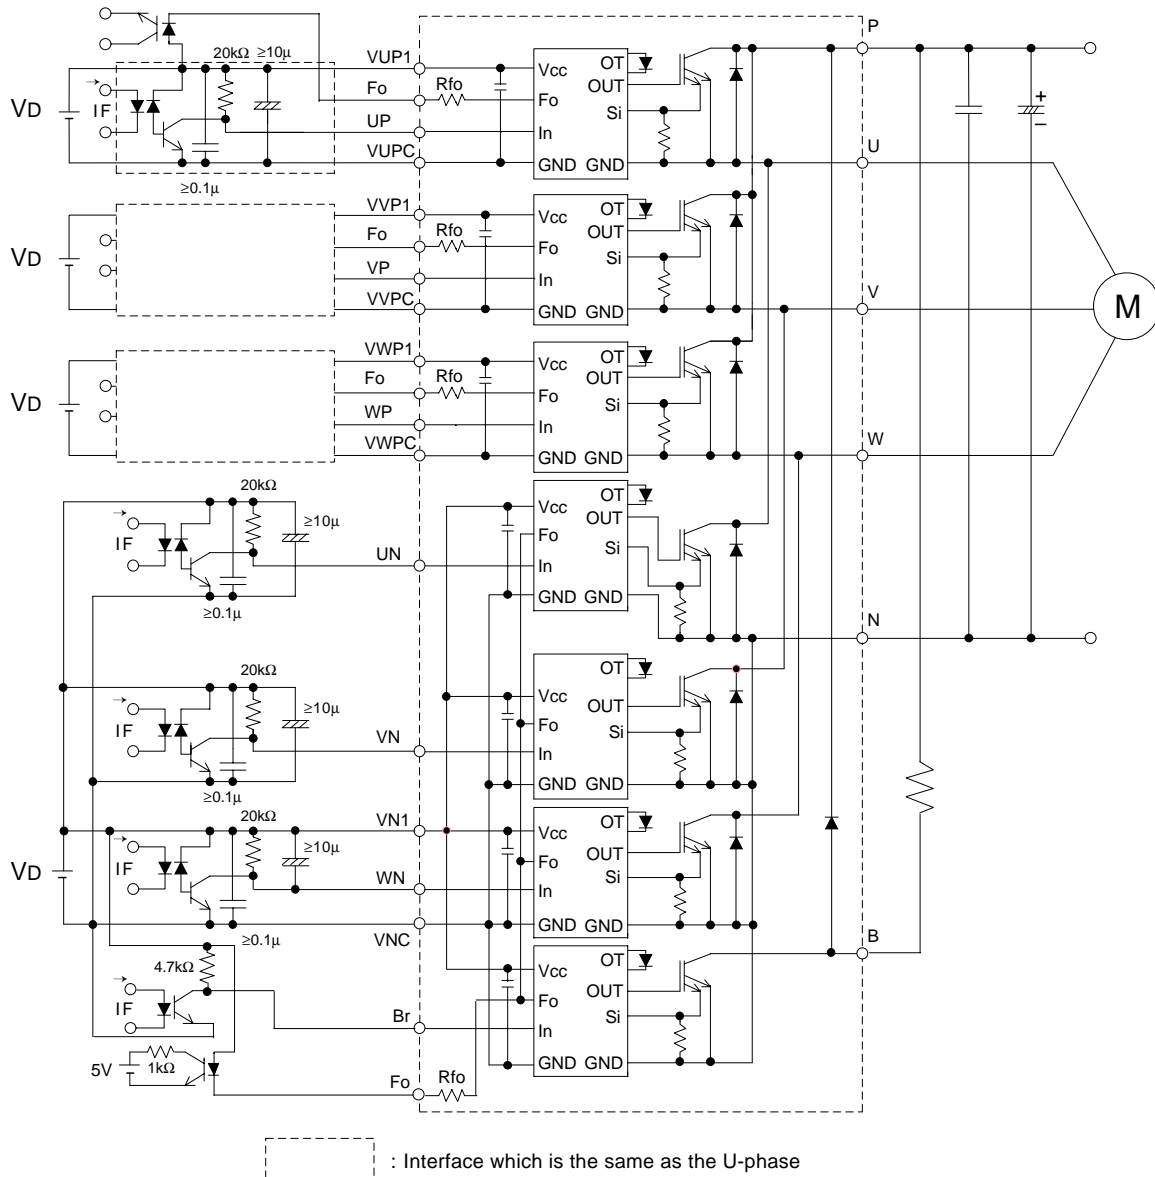 P
20kΩ ≥10µ
VUP1
Vcc
OT
Fo
Rfo
Fo
OUT
VD
IF
Si
UP
In
U
VUPC
GND GND
≥0.1µ
VVP1
Vcc
OT
Fo
Rfo
Fo
OUT
VD
Si
VP
In
V
VVPC
GND GND
M
VWP1
Vcc
OT
Fo
Rfo
Fo
OUT
VD
Si
WP
In
W
VWPC
GND GND
20kΩ
≥10µ
Vcc
OT
OUT
IF
Fo
Si
UN
In
≥0.1µ
GND GND
N
20kΩ
≥10µ
Vcc
OT
IF
Fo
OUT
Si
VN
In
≥0.1µ
GND GND
20kΩ
VN1
Vcc
OT
≥10µ
IF
Fo
OUT
VD
Si
WN
In
VNC
GND GND
≥0.1µ
B
4.7kΩ
Vcc
OT
IF
Fo
OUT
Br
In
Si
5V
1kΩ
GND GND
Fo
Rfo
: Interface which is the same as the U-phase